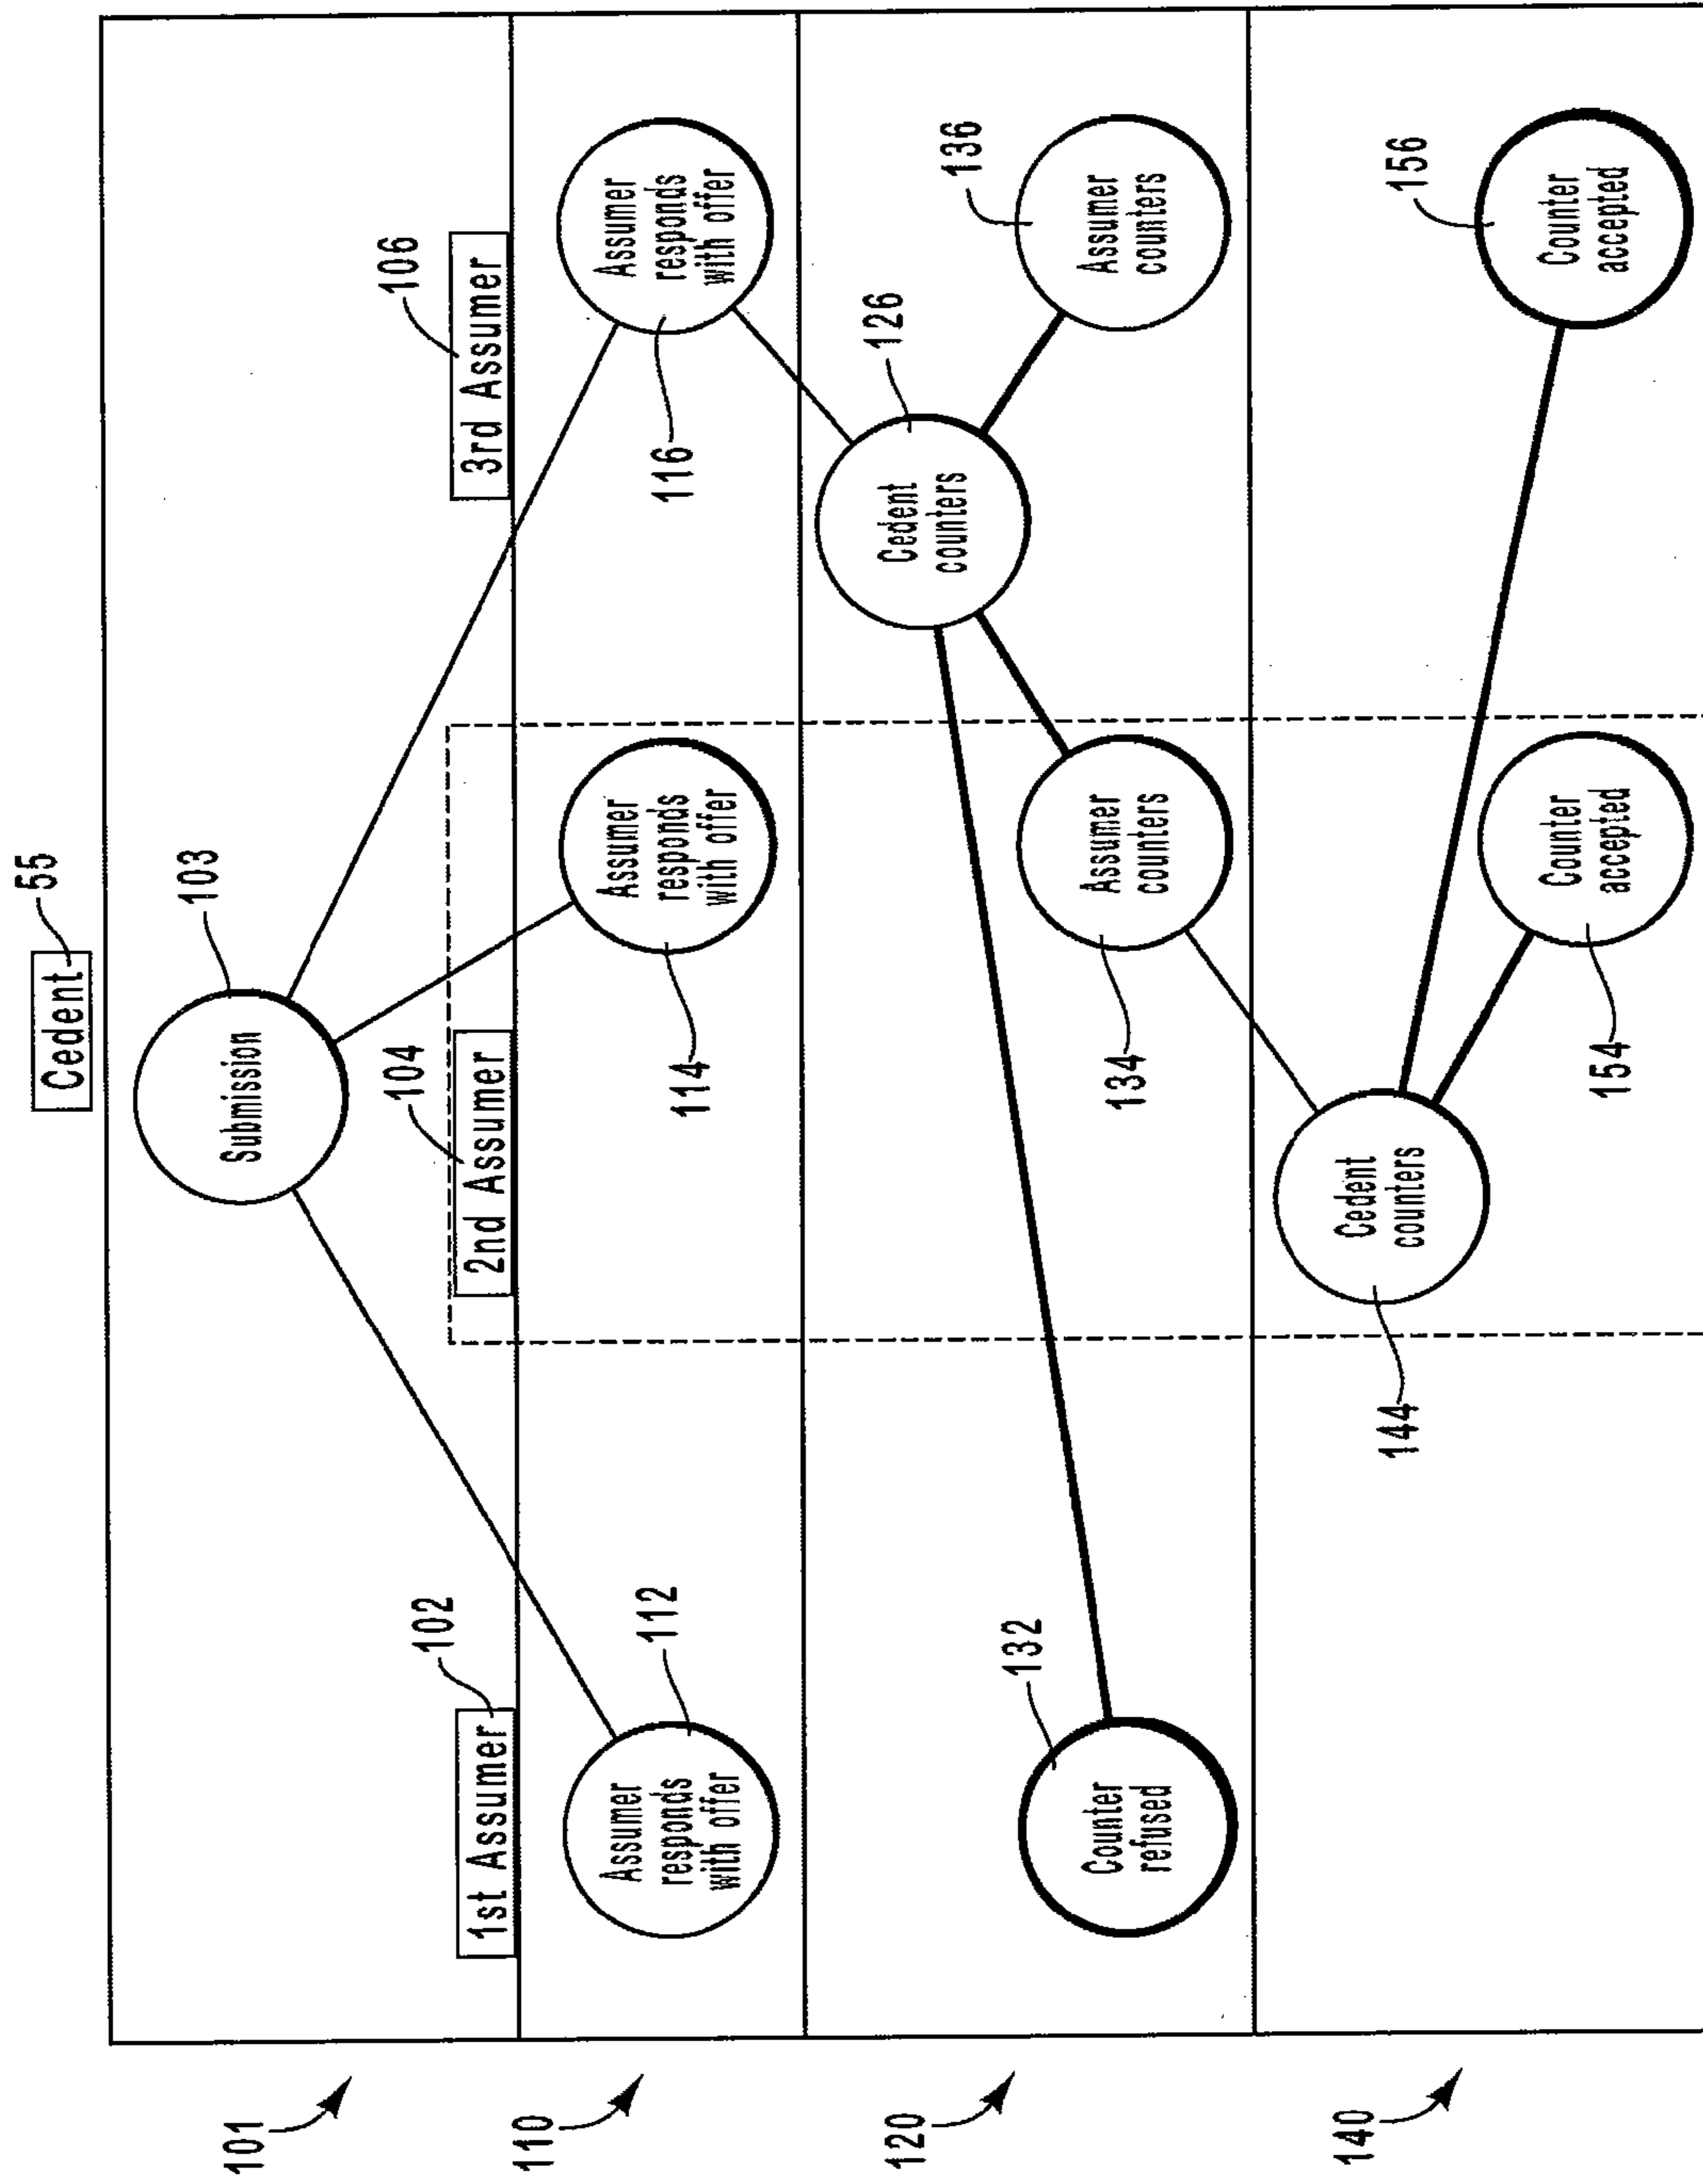 Cedent
55
103
Submission
101
1st Assumer
102
2nd Assumer
104
3rd Assumer
106
110
Assumer
responds
with offer
112
Assumer
responds
with offer
114
Assumer
responds
with offer
116
120
Cedent
counters
126
Counter
refused
132
Assumer
counters
134
Assumer
counters
136
140
Cedent
counters
144
Counter
accepted
154
Counter
accepted
156